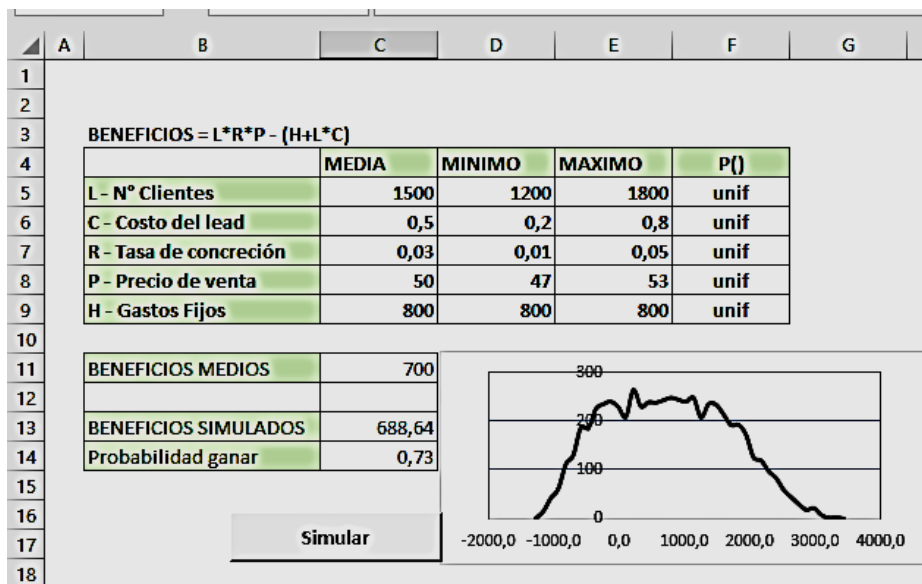 A B C D E F G
1
2
3 BENEFICIOS = L*R*P - (H+L*C)
4 MEDIA MINIMO MAXIMO P()
5 L - Nº Clientes 1500 1200 1800 unif
6 C - Costo del lead 0,5 0,2 0,8 unif
7 R - Tasa de concreción 0,03 0,01 0,05 unif
8 P - Precio de venta 50 47 53 unif
9 H - Gastos Fijos 800 800 800 unif
10
11 BENEFICIOS MEDIOS 700
12
13 BENEFICIOS SIMULADOS 688,64
14 Probabilidad ganar 0,73
15
16
17
18
Simular
300
200
100
0
-2000,0 -1000,0 0,0 1000,0 2000,0 3000,0 4000,0